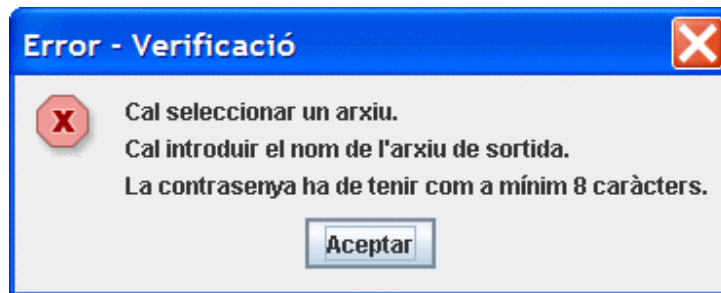 Error - Verificació
Cal seleccionar un arxiu.
Cal introduir el nom de l'arxiu de sortida.
La contrasenya ha de tenir com a mínim 8 caràcters.
Aceptar